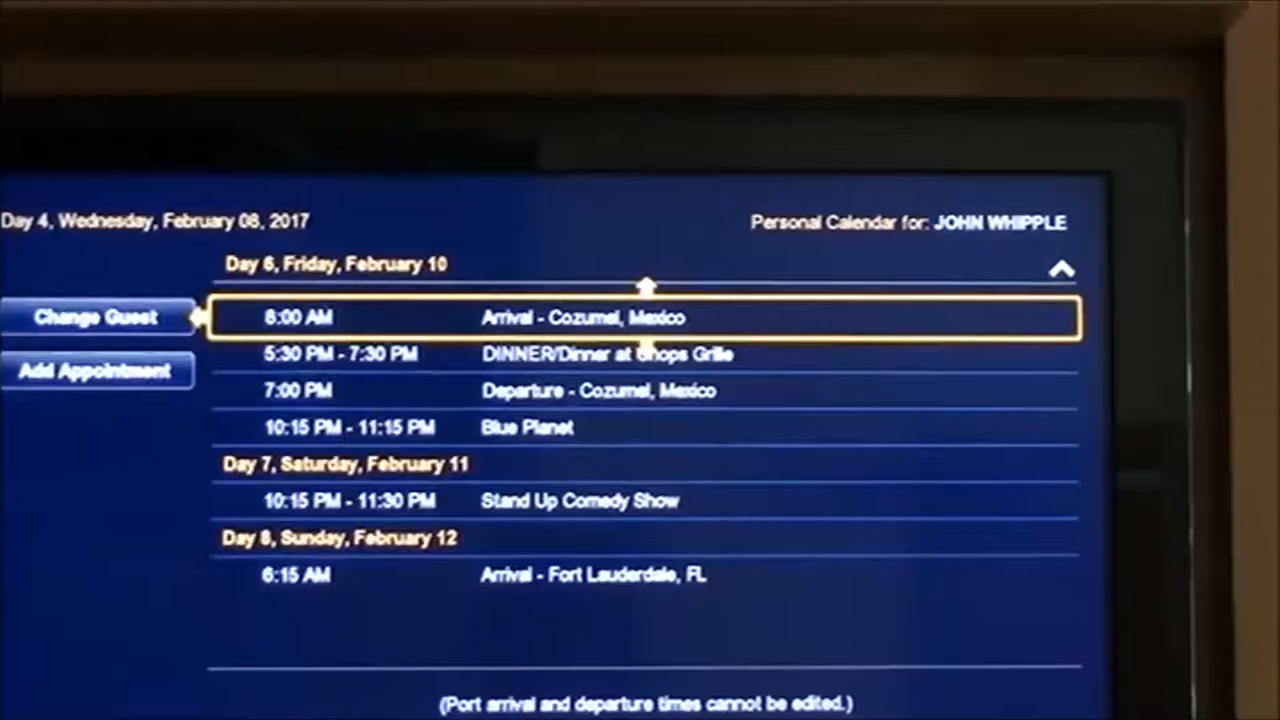 Day 4, Wednesday, February 08, 2017
Personal Calendar for: JOHN WHIPPLE
Day 6, Friday, February 10
Change Guest
8:00 AM Arrival - Cozumel, Mexico
5:30 PM - 7:30 PM DINNER/Dinner at Chops Grille
Add Appointment
7:00 PM Departure - Cozumel, Mexico
10:15 PM - 11:15 PM Blue Planet
Day 7, Saturday, February 11
10:15 PM - 11:30 PM Stand Up Comedy Show
Day 8, Sunday, February 12
6:15 AM Arrival - Fort Lauderdale, FL
(Port arrival and departure times cannot be edited.)